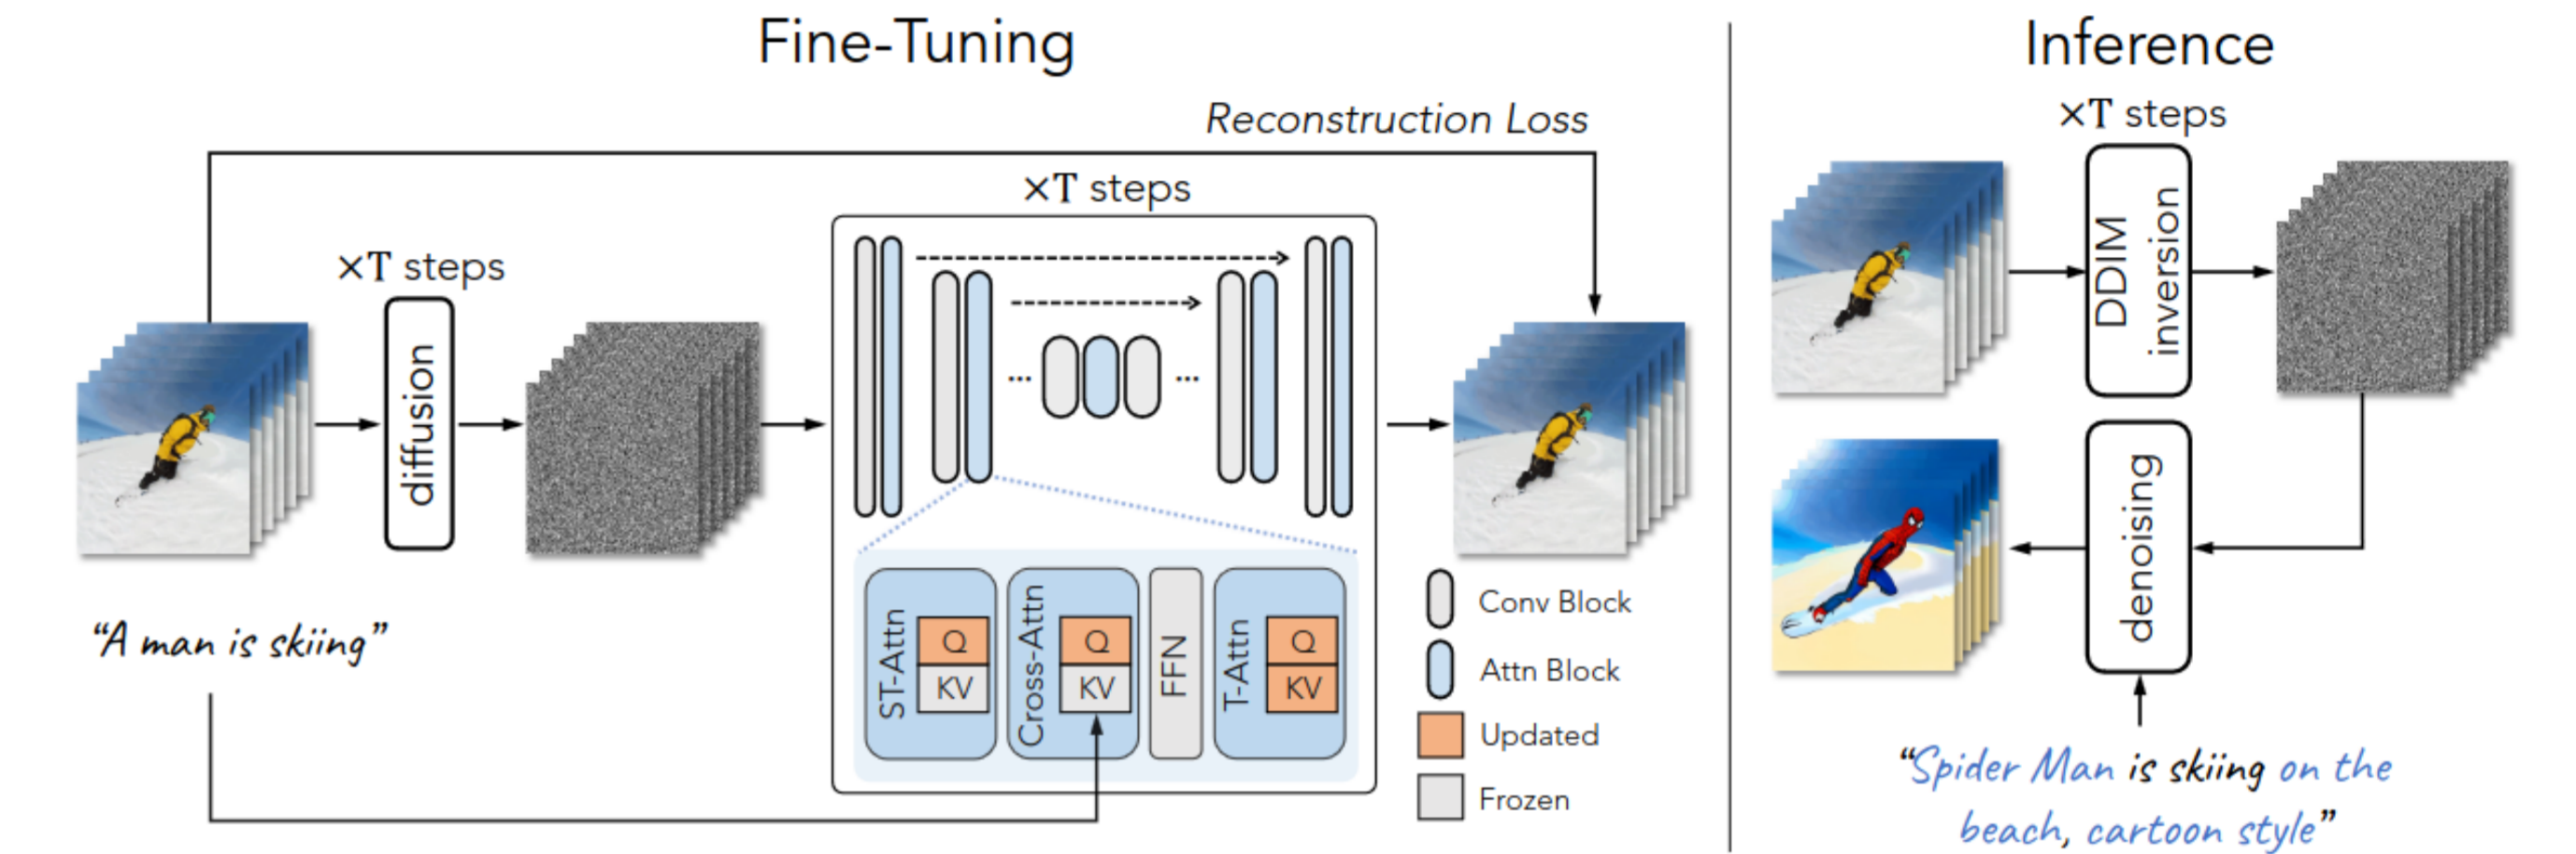 Fine-Tuning
Reconstruction Loss
×T steps
×T steps
diffusion
...
...
"A man is skiing"
ST-Attn
Q
KV
Cross-Attn
Q
KV
FFN
T-Attn
Q
KV
Conv Block
Attn Block
Updated
Frozen
Inference
×T steps
DDIM
inversion
denoising
"Spider Man is skiing on the
beach, cartoon style"